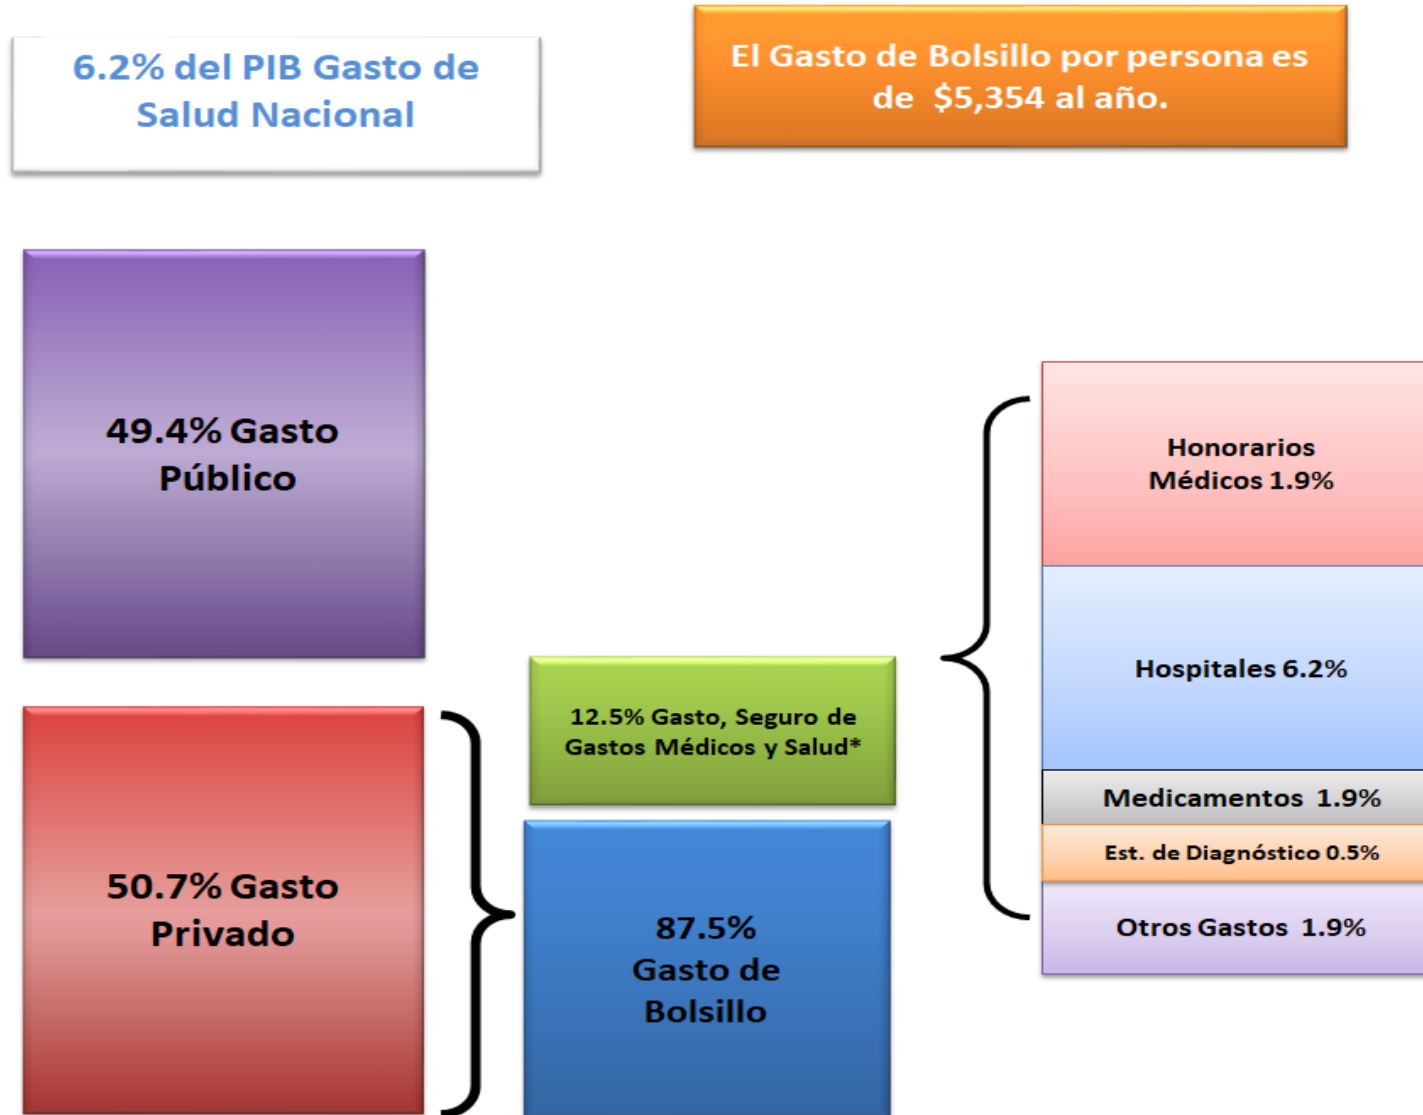 6.2% del PIB Gasto de
Salud Nacional
El Gasto de Bolsillo por persona es
de $5,354 al año.
49.4% Gasto
Público
50.7% Gasto
Privado
12.5% Gasto, Seguro de
Gastos Médicos y Salud*
87.5%
Gasto de
Bolsillo
Honorarios
Médicos 1.9%
Hospitales 6.2%
Medicamentos 1.9%
Est. de Diagnóstico 0.5%
Otros Gastos 1.9%